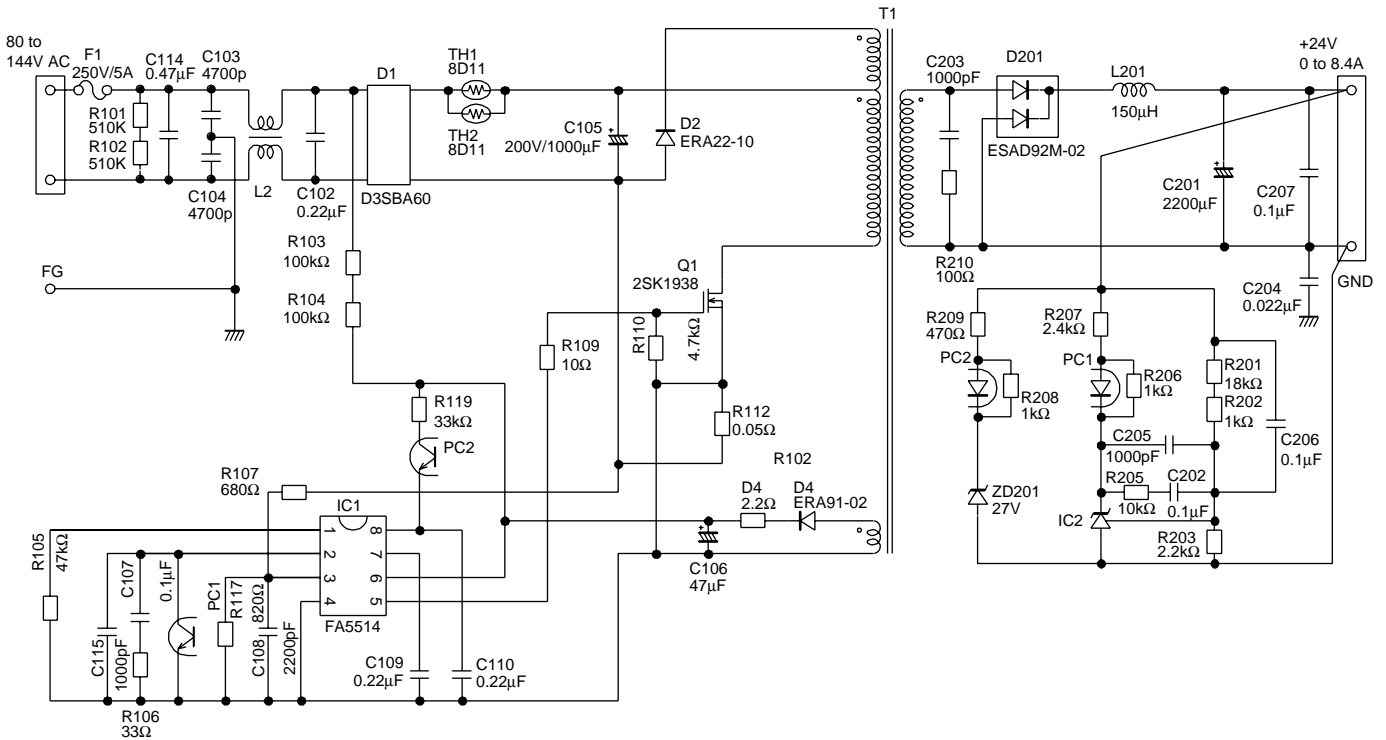 80 to
144V AC
F1
250V/5A
C114
0.47µF
C103
4700p
R101
510K
R102
510K
C104
4700p
L2
C102
0.22µF
D1
D3SBA60
TH1
8D11
TH2
8D11
C105
200V/1000µF
D2
ERA22-10
T1
C203
1000pF
D201
ESAD92M-02
L201
150µH
+24V
0 to 8.4A
C201
2200µF
C207
0.1µF
R210
100Ω
C204
0.022µF
GND
FG
R103
100kΩ
R104
100kΩ
Q1
2SK1938
R110
4.7kΩ
R109
10Ω
R112
0.05Ω
R119
33kΩ
PC2
R107
680Ω
R102
D4
2.2Ω
D4
ERA91-02
C106
47µF
R209
470Ω
PC2
R208
1kΩ
ZD201
27V
R207
2.4kΩ
PC1
R206
1kΩ
R201
18kΩ
R202
1kΩ
C205
1000pF
C206
0.1µF
R205
10kΩ
C202
0.1µF
IC2
R203
2.2kΩ
IC1
1
2
3
4
8
7
6
5
FA5514
R105
47kΩ
C115
1000pF
C107
0.1µF
R106
33Ω
PC1
R117
820Ω
C108
2200pF
C109
0.22µF
C110
0.22µF